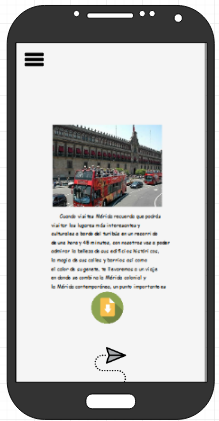 Cuando visites Mérida recuerda que podrás
visitar los lugares más interesantes y
culturales a bordo del turibús en un recorrido
de una hora y 45 minutos, con nosotros vas a poder
admirar la belleza de sus edificios históricos,
la magia de sus calles y barrios así como
el calor de su gente, te llevaremos a un viaje
en donde se combina la Mérida colonial y
la Mérida contemporánea, un punto importante es